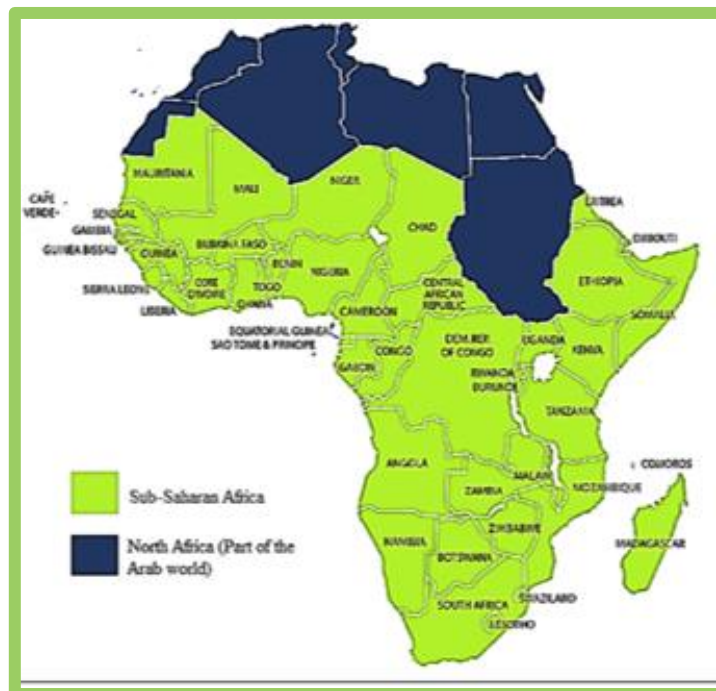 MAURITANIA
MALI
NIGER
CHAD
ERITREA
CAPE
VERDE
SENEGAL
GAMBIA
GUINEA BISSAU
GUINEA
BURKINA FASO
BENIN
NIGERIA
DJIBOUTI
ETHIOPIA
SIERRA LEONE
COTE
D'IVOIRE
TOGO
GHANA
LIBERIA
CENTRAL
AFRICAN
REPUBLIC
SOMALIA
CAMEROON
EQUATORIAL GUINEA
SAO TOME & PRINCIPE
GABON
CONGO
DEM. REP.
OF CONGO
UGANDA
KENYA
RWANDA
BURUNDI
TANZANIA
ANGOLA
MALAWI
COMOROS
ZAMBIA
MOZAMBIQUE
Sub-Saharan Africa
ZIMBABWE
NAMIBIA
MADAGASCAR
BOTSWANA
North Africa (Part of the
Arab world)
SOUTH AFRICA
SWAZILAND
LESOTHO